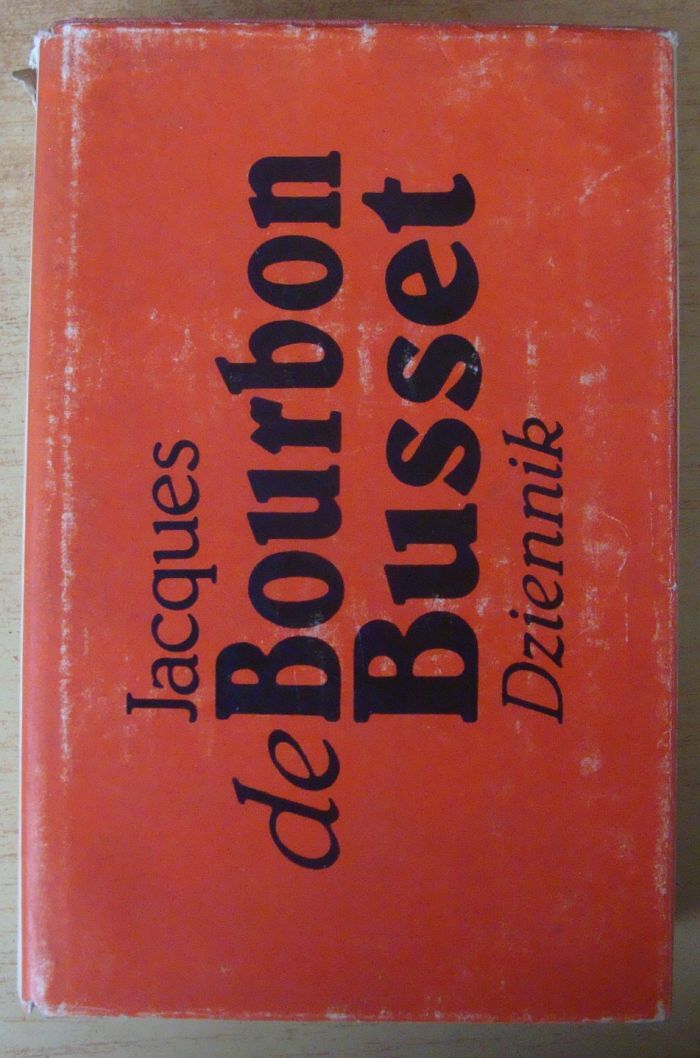 Jacques
de Bourbon
Busset
Dziennik